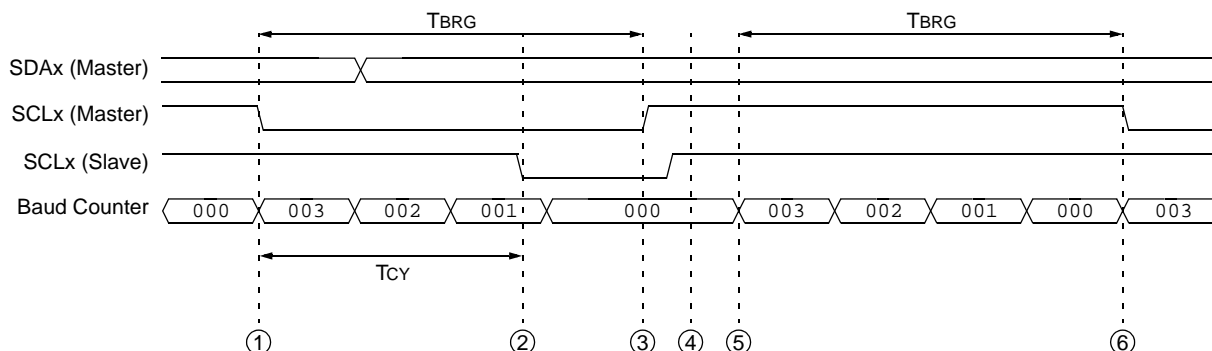 TBRG TBRG
SDAx (Master)
SCLx (Master)
SCLx (Slave)
Baud Counter 000 003 002 001 000 003 002 001 000 003
TCY
1 2 3 4 5 6